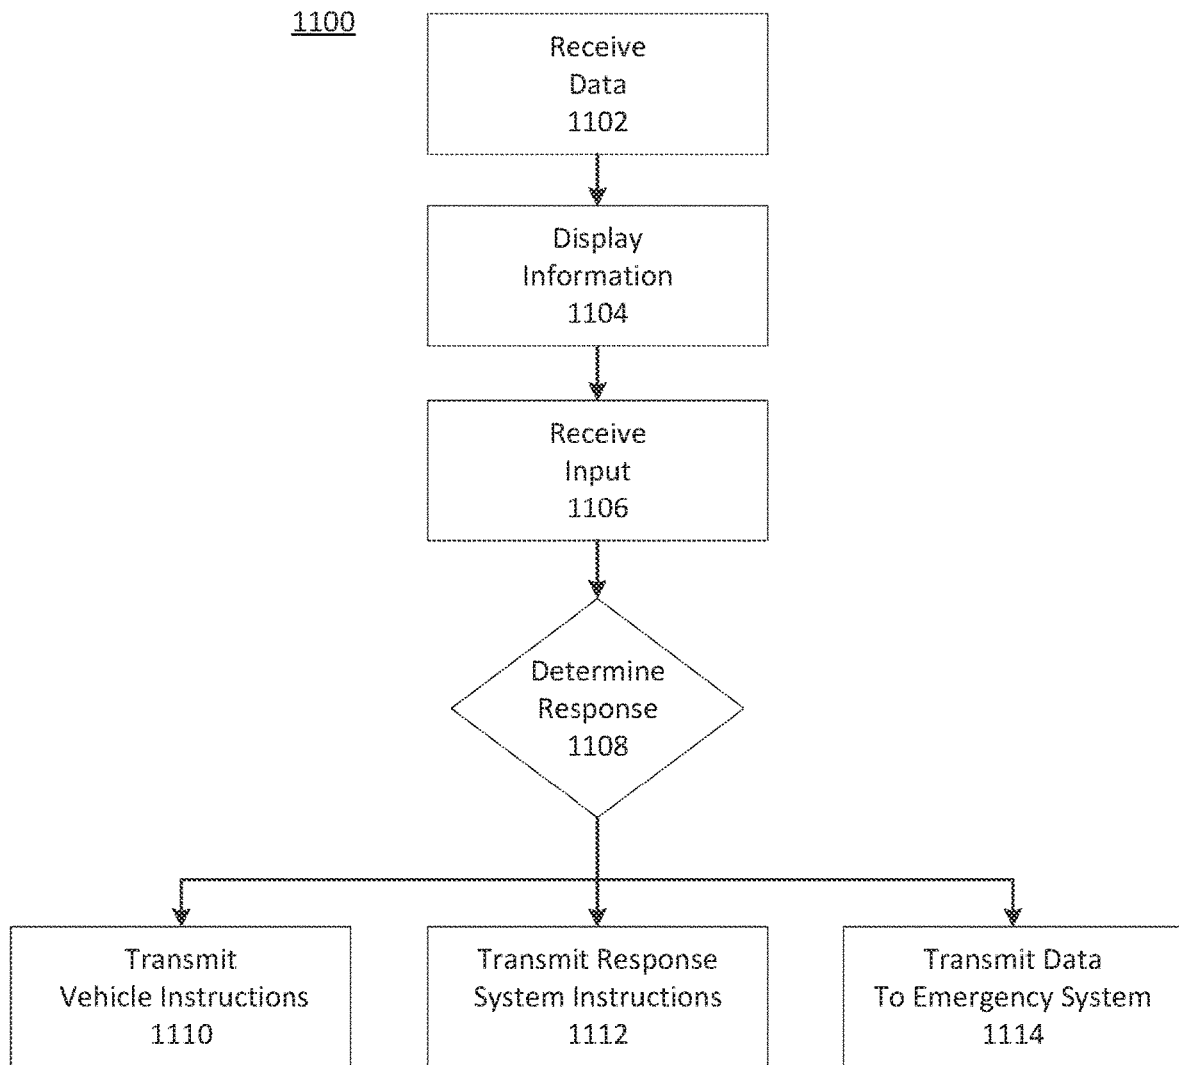 1100
Receive
Data
1102
Display
Information
1104
Receive
Input
1106
Determine
Response
1108
Transmit
Vehicle Instructions
1110
Transmit Response
System Instructions
1112
Transmit Data
To Emergency System
1114